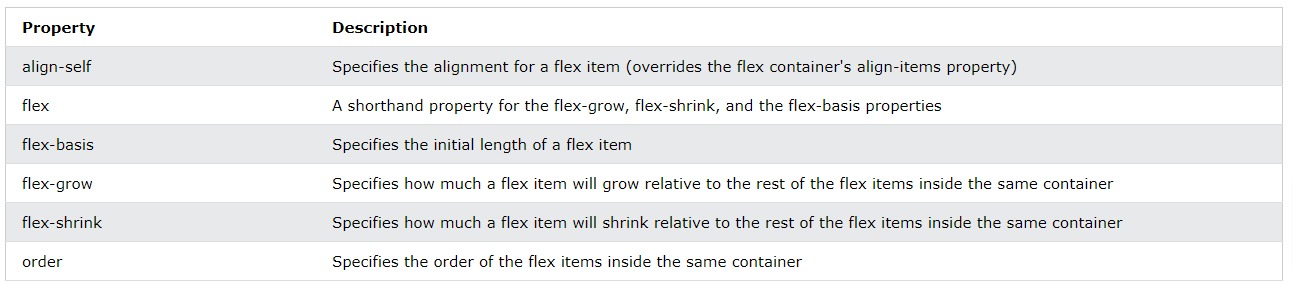 Property Description
align-self Specifies the alignment for a flex item (overrides the flex container's align-items property)
flex A shorthand property for the flex-grow, flex-shrink, and the flex-basis properties
flex-basis Specifies the initial length of a flex item
flex-grow Specifies how much a flex item will grow relative to the rest of the flex items inside the same container
flex-shrink Specifies how much a flex item will shrink relative to the rest of the flex items inside the same container
order Specifies the order of the flex items inside the same container